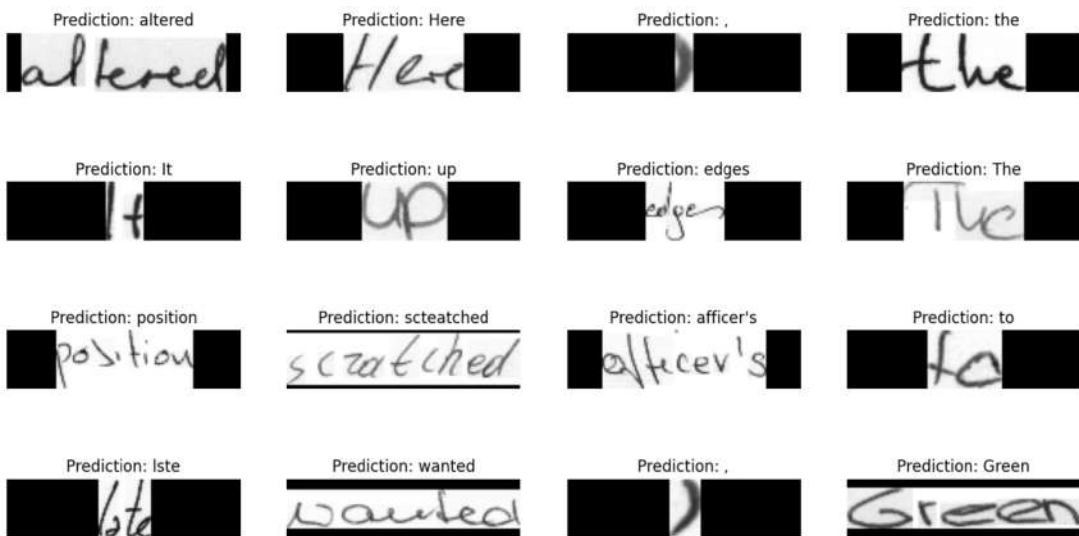 Prediction: altered Prediction: Here Prediction: , Prediction: the
altered Here , the
Prediction: It Prediction: up Prediction: edges Prediction: The
It up edges The
Prediction: position Prediction: scteatched Prediction: afficer's Prediction: to
position scratched officer's to
Prediction: lste Prediction: wanted Prediction: , Prediction: Green
late wanted , Green